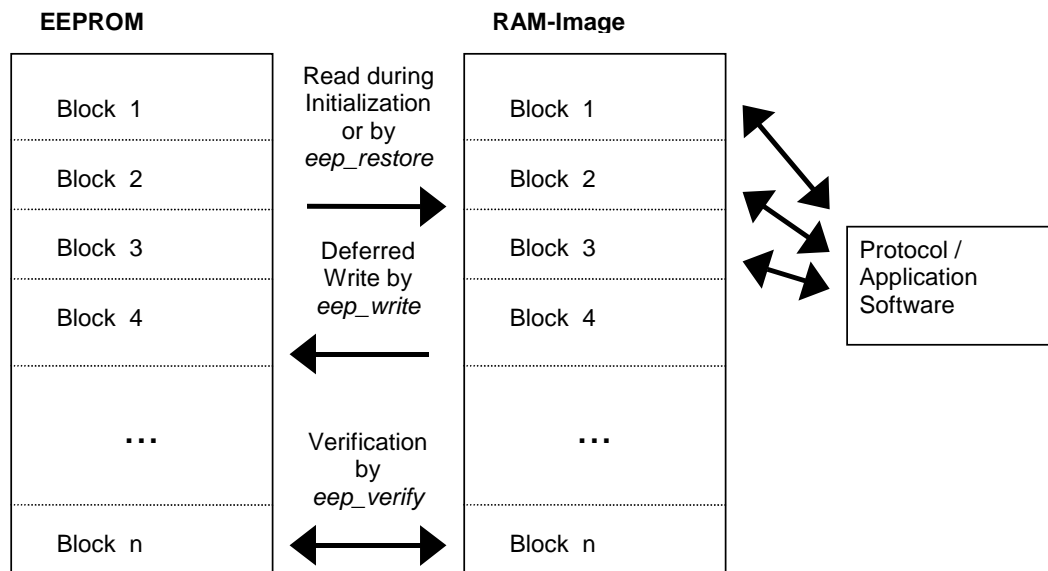 EEPROM
RAM-Image
Block 1
Block 2
Block 3
Block 4
...
Block n
Read during
Initialization
or by
eep_restore
Deferred
Write by
eep_write
Verification
by
eep_verify
Block 1
Block 2
Block 3
Block 4
...
Block n
Protocol /
Application
Software